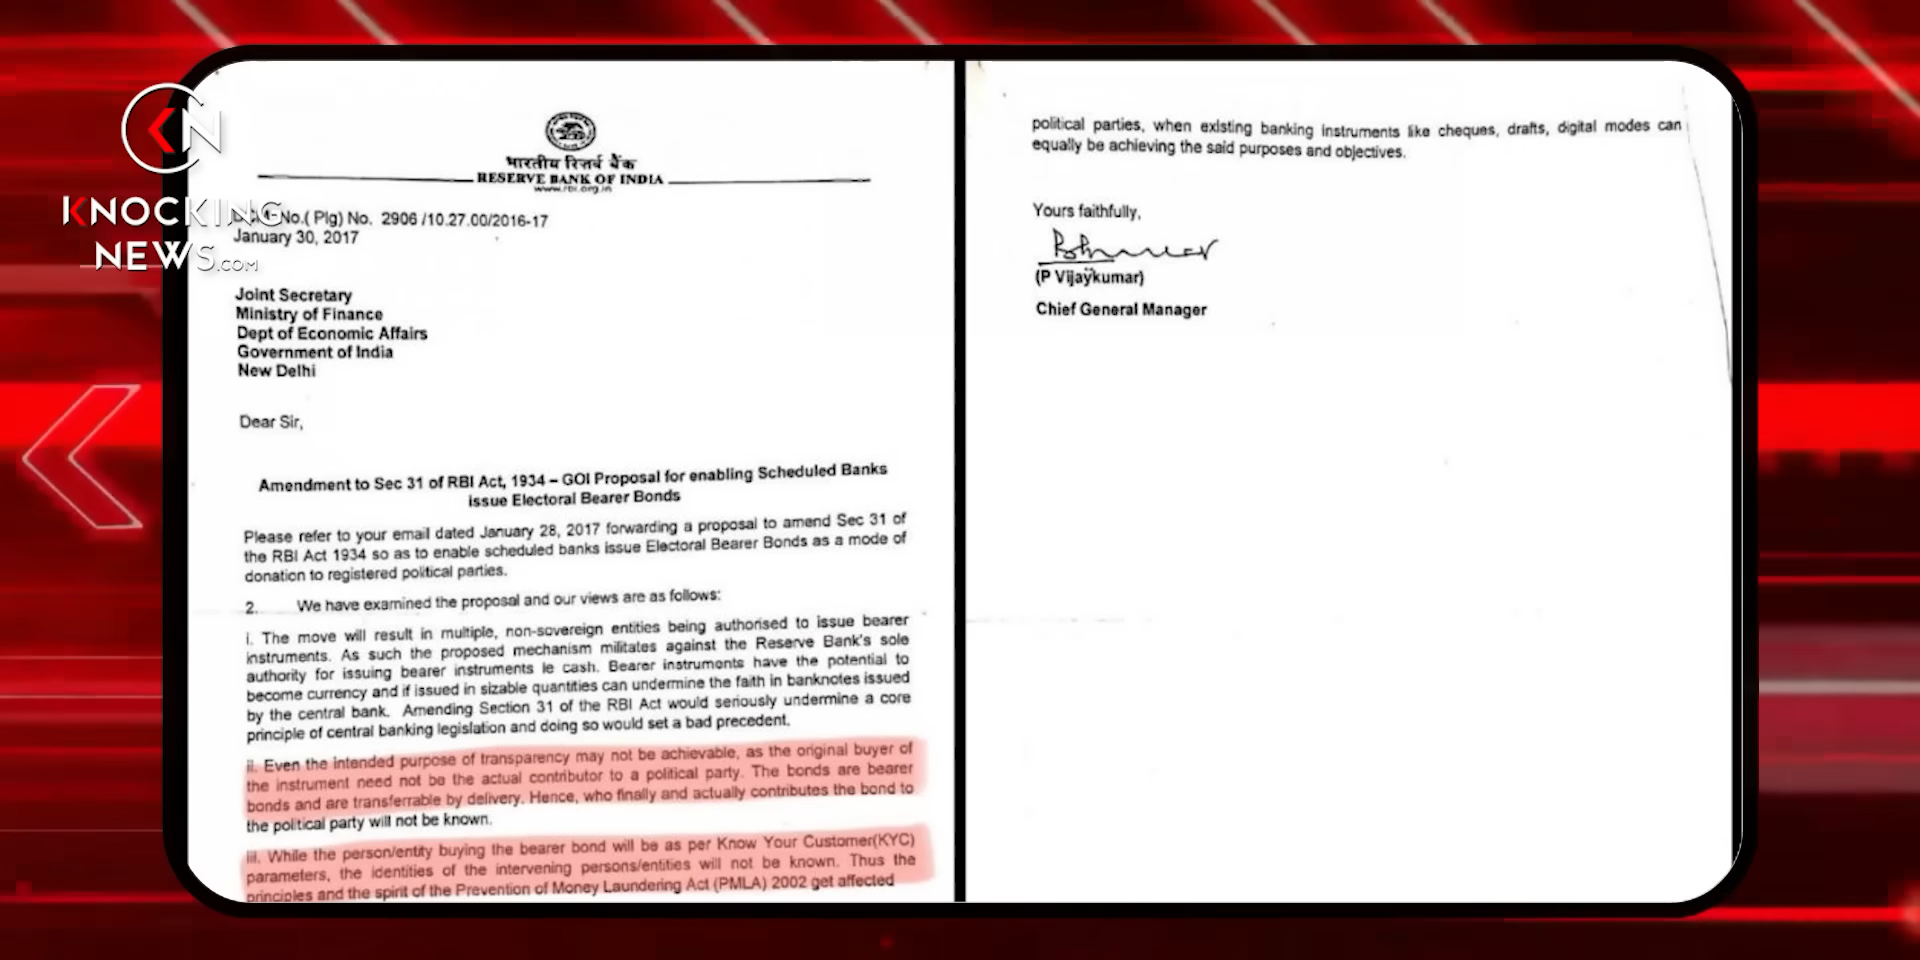 KN
KNOCKING
NEWS.COM
भारतीय रिज़र्व बैंक
RESERVE BANK OF INDIA
www.rbi.org.in
No.( Plg) No. 2906 /10.27.00/2016-17
January 30, 2017
Joint Secretary
Ministry of Finance
Dept of Economic Affairs
Government of India
New Delhi
Dear Sir,
Amendment to Sec 31 of RBI Act, 1934 – GOI Proposal for enabling Scheduled Banks
issue Electoral Bearer Bonds
Please refer to your email dated January 28, 2017 forwarding a proposal to amend Sec 31 of
the RBI Act 1934 so as to enable scheduled banks issue Electoral Bearer Bonds as a mode of
donation to registered political parties.
2. We have examined the proposal and our views are as follows:
i. The move will result in multiple, non-sovereign entities being authorised to issue bearer
instruments. As such the proposed mechanism militates against the Reserve Bank's sole
authority for issuing bearer instruments ie cash. Bearer instruments have the potential to
become currency and if issued in sizable quantities can undermine the faith in banknotes issued
by the central bank. Amending Section 31 of the RBI Act would seriously undermine a core
principle of central banking legislation and doing so would set a bad precedent.
ii. Even the intended purpose of transparency may not be achievable, as the original buyer of
the instrument need not be the actual contributor to a political party. The bonds are bearer
bonds and are transferrable by delivery. Hence, who finally and actually contributes the bond to
the political party will not be known.
iii. While the person/entity buying the bearer bond will be as per Know Your Customer(KYC)
parameters, the identities of the intervening persons/entities will not be known. Thus the
principles and the spirit of the Prevention of Money Laundering Act (PMLA) 2002 get affected
political parties, when existing banking instruments like cheques, drafts, digital modes can
equally be achieving the said purposes and objectives.
Yours faithfully,
(P Vijaykumar)
Chief General Manager